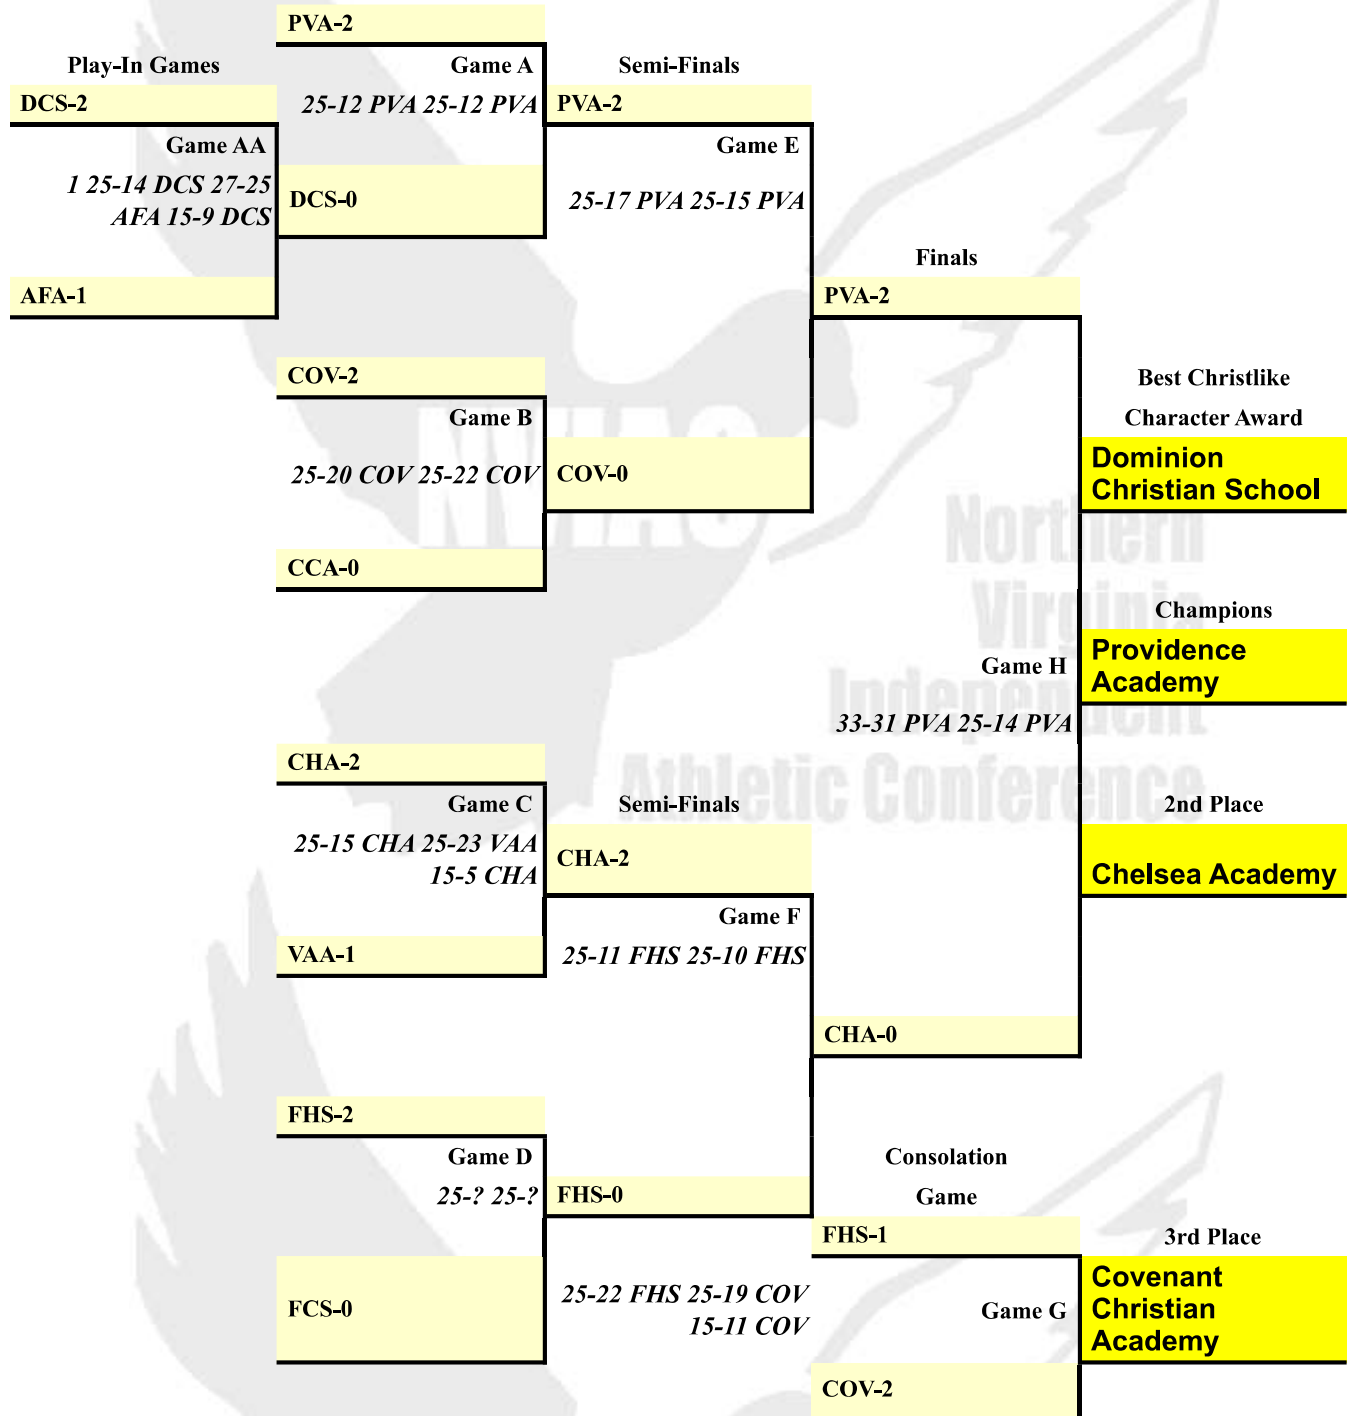 PVA-2
Play-In Games
Game A
Semi-Finals
DCS-2
25-12 PVA 25-12 PVA
PVA-2
Game AA
Game E
1 25-14 DCS 27-25
AFA 15-9 DCS
DCS-0
25-17 PVA 25-15 PVA
Finals
AFA-1
PVA-2
COV-2
Best Christlike
Character Award
Game B
Dominion
Christian School
25-20 COV 25-22 COV
COV-0
NVIAC
Northern
Virginia
Independent
Athletic Conference
CCA-0
Champions
Providence
Academy
Game H
33-31 PVA 25-14 PVA
CHA-2
Game C
Semi-Finals
2nd Place
25-15 CHA 25-23 VAA
15-5 CHA
CHA-2
Chelsea Academy
Game F
VAA-1
25-11 FHS 25-10 FHS
CHA-0
FHS-2
Game D
Consolation
Game
25-? 25-?
FHS-0
FHS-1
3rd Place
Covenant
Christian
Academy
FCS-0
25-22 FHS 25-19 COV
15-11 COV
Game G
COV-2